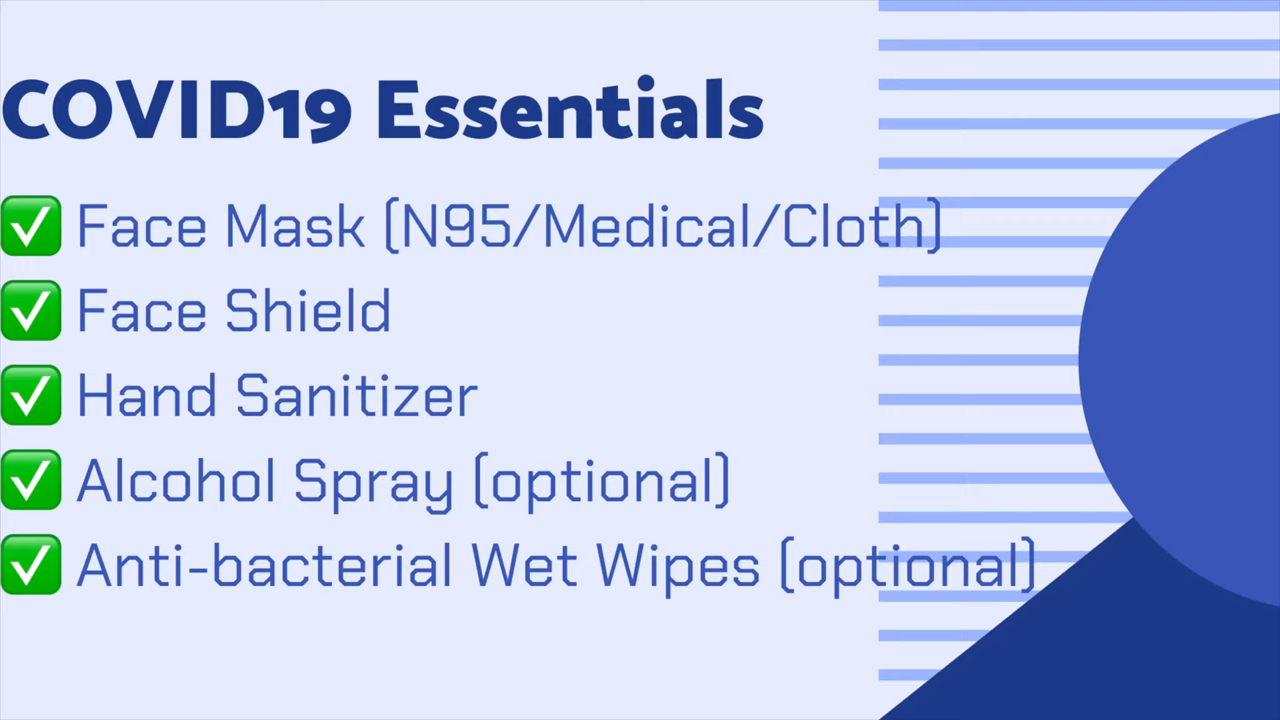 COVID19 Essentials
✅ Face Mask (N95/Medical/Cloth)
✅ Face Shield
✅ Hand Sanitizer
✅ Alcohol Spray (optional)
✅ Anti-bacterial Wet Wipes (optional)